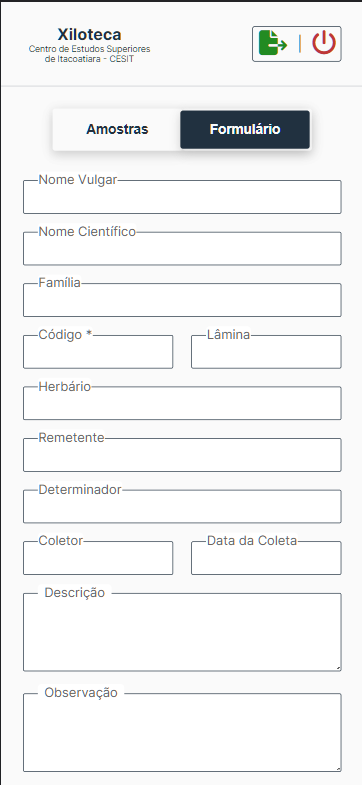 Xiloteca
Centro de Estudos Superiores
de Itacoatiara - CESIT
Amostras
Formulário
Nome Vulgar
Nome Científico
Família
Código *
Lâmina
Herbário
Remetente
Determinador
Coletor
Data da Coleta
Descrição
Observação